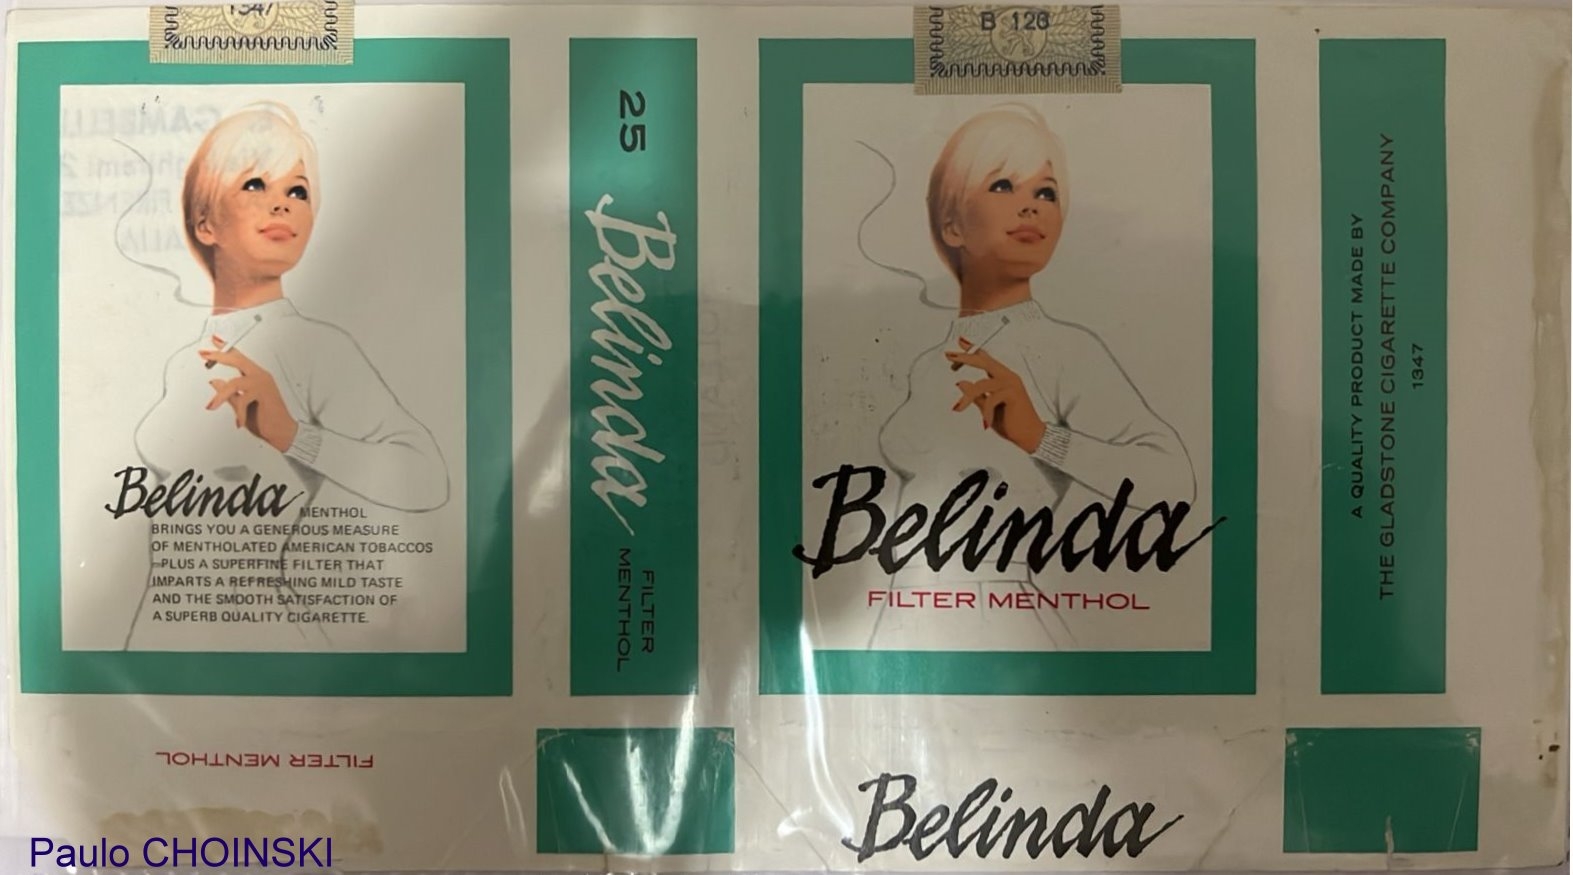 1347
B 126
25
Belinda
FILTER
MENTHOL
Belinda MENTHOL
BRINGS YOU A GENEROUS MEASURE
OF MENTHOLATED AMERICAN TOBACCOS
–PLUS A SUPERFINE FILTER THAT
IMPARTS A REFRESHING MILD TASTE
AND THE SMOOTH SATISFACTION OF
A SUPERB QUALITY CIGARETTE.
Belinda
FILTER MENTHOL
A QUALITY PRODUCT MADE BY
THE GLADSTONE CIGARETTE COMPANY
1347
FILTER MENTHOL
Belinda
Paulo CHOINSKI